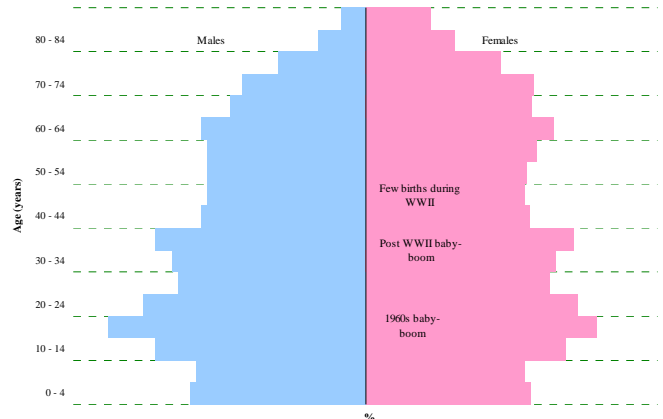 80 - 84
Males
Females
70 - 74
60 - 64
50 - 54
Age (years)
Few births during
WWII
40 - 44
Post WWII baby-
boom
30 - 34
20 - 24
1960s baby-
boom
10 - 14
0 - 4
%